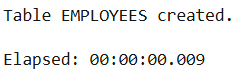 Table EMPLOYEES created.
Elapsed: 00:00:00.009